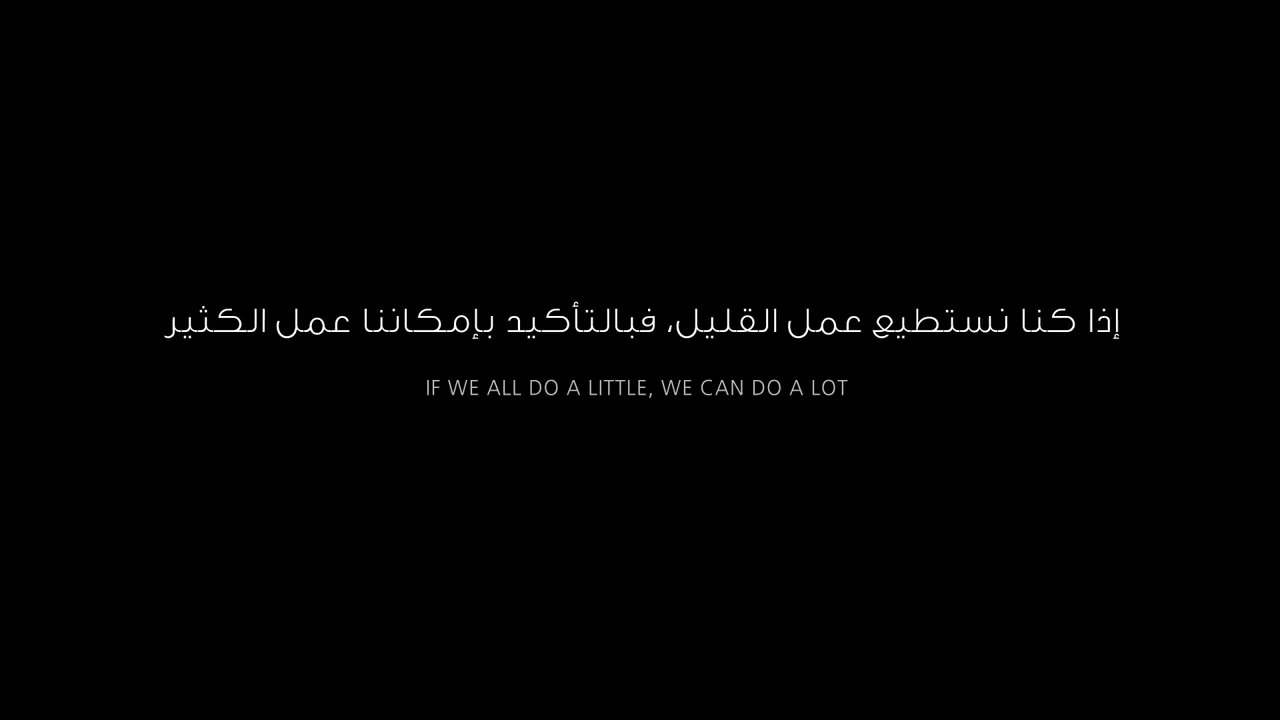 إذا كنا نستطيع عمل القليل، فبالتأكيد بإمكاننا عمل الكثير
IF WE ALL DO A LITTLE, WE CAN DO A LOT